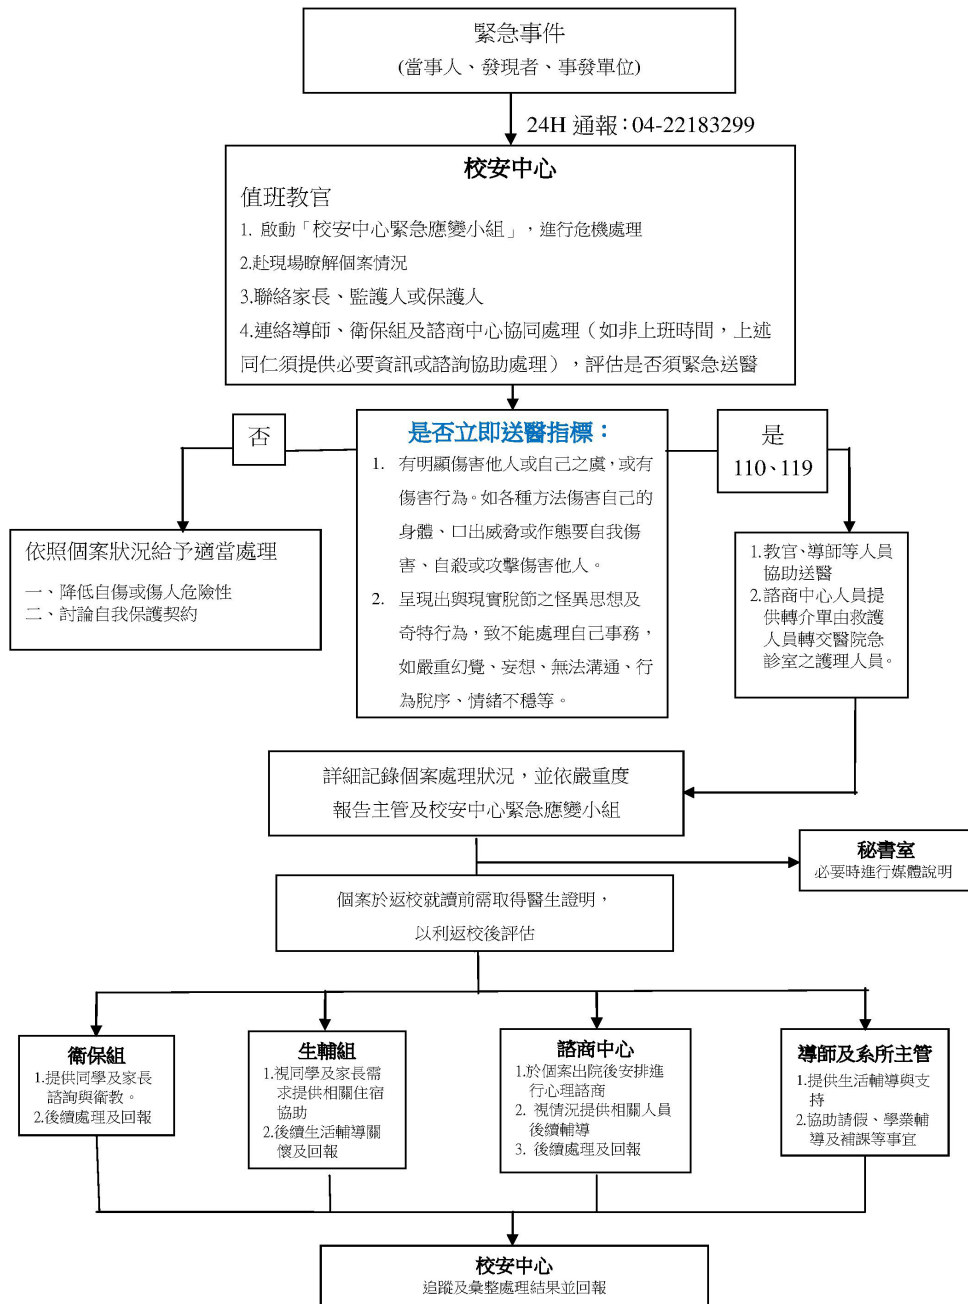 緊急事件
(當事人、發現者、事發單位)
24H 通報：04-22183299
校安中心
值班教官
1. 啟動「校安中心緊急應變小組」，進行危機處理
2.赴現場瞭解個案情況
3.聯絡家長、監護人或保護人
4.連絡導師、衛保組及諮商中心協同處理（如非上班時間，上述
同仁須提供必要資訊或諮詢協助處理），評估是否須緊急送醫
否
是否立即送醫指標：
1. 有明顯傷害他人或自己之虞，或有
傷害行為。如各種方法傷害自己的
身體、口出威脅或作態要自我傷
害、自殺或攻擊傷害他人。
2. 呈現出與現實脫節之怪異思想及
奇特行為，致不能處理自己事務，
如嚴重幻覺、妄想、無法溝通、行
為脫序、情緒不穩等。
是
110、119
依照個案狀況給予適當處理
一、降低自傷或傷人危險性
二、討論自我保護契約
1.教官、導師等人員
協助送醫
2.諮商中心人員提
供轉介單由救護
人員轉交醫院急
診室之護理人員。
詳細記錄個案處理狀況，並依嚴重度
報告主管及校安中心緊急應變小組
秘書室
必要時進行媒體說明
個案於返校就讀前需取得醫生證明，
以利返校後評估
衛保組
1.提供同學及家長
諮詢與衛教。
2.後續處理及回報
生輔組
1.視同學及家長需
求提供相關住宿
協助
2.後續生活輔導關
懷及回報
諮商中心
1.於個案出院後安排進
行心理諮商
2. 視情況提供相關人員
後續輔導
3. 後續處理及回報
導師及系所主管
1.提供生活輔導與支
持
2.協助請假、學業輔
導及補課等事宜
校安中心
追蹤及彙整處理結果並回報